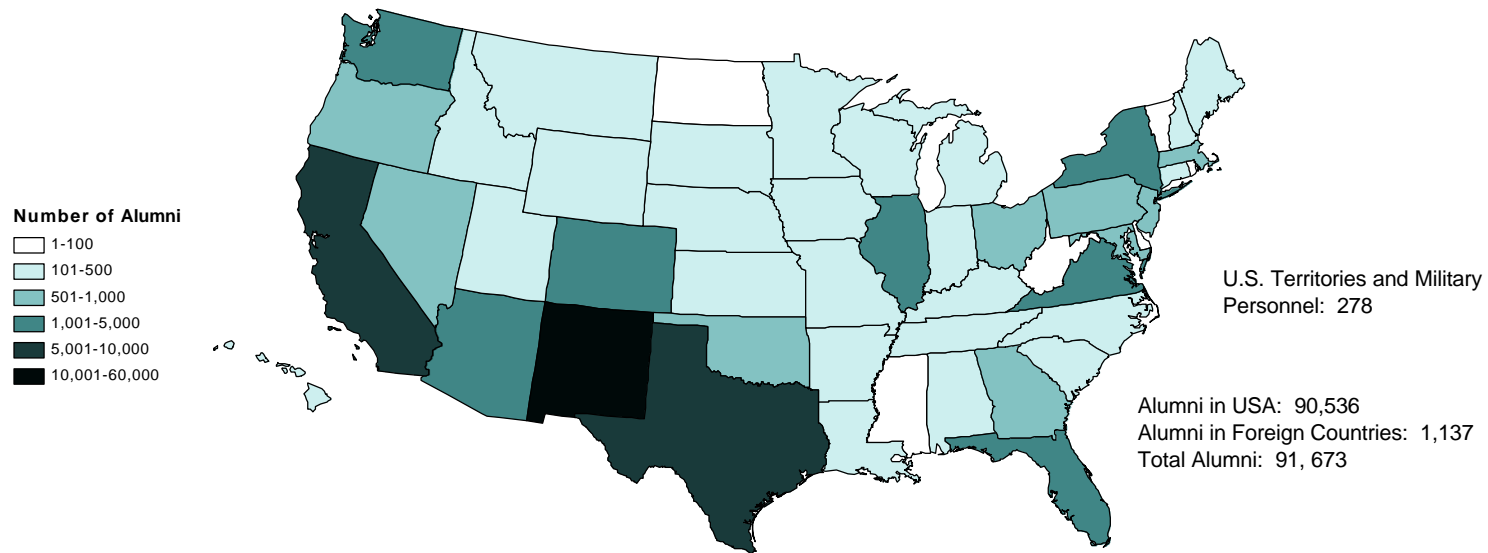 Number of Alumni
1-100
101-500
501-1,000
1,001-5,000
5,001-10,000
10,001-60,000
U.S. Territories and Military
Personnel: 278
Alumni in USA: 90,536
Alumni in Foreign Countries: 1,137
Total Alumni: 91, 673